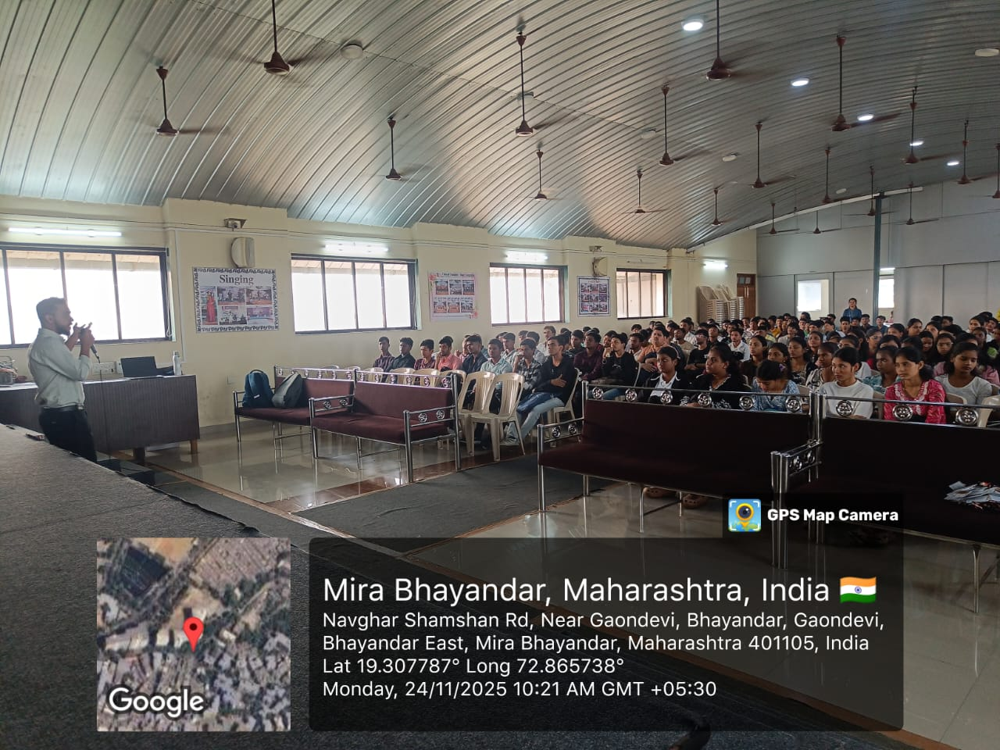 Singing
GPS Map Camera
Mira Bhayandar, Maharashtra, India
Navghar Shamshan Rd, Near Gaondevi, Bhayandar, Gaondevi,
Bhayandar East, Mira Bhayandar, Maharashtra 401105, India
Lat 19.307787° Long 72.865738°
Monday, 24/11/2025 10:21 AM GMT +05:30
Google